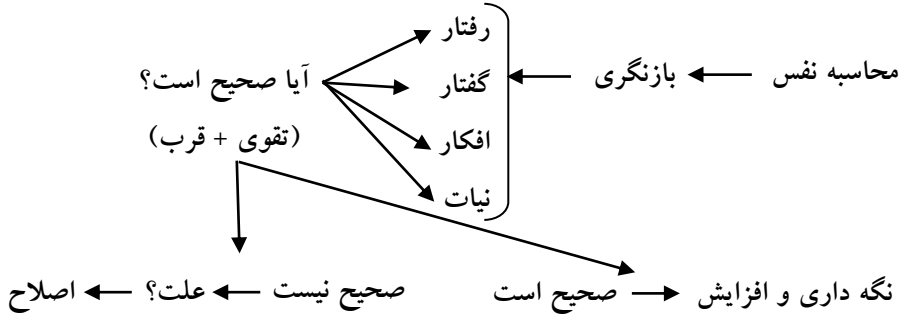 محاسبه نفس
بازنگری
رفتار
گفتار
افکار
نیات
آیا صحیح است؟
(تقوی + قرب)
صحیح است
نگه داری و افزایش
صحیح نیست
علت؟
اصلاح